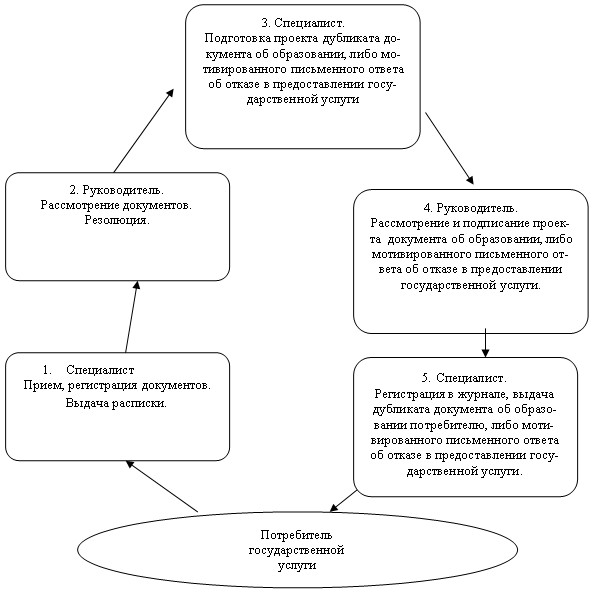 3. Специалист.
Подготовка проекта дубликата до-
кумента об образовании, либо мо-
тивированного письменного ответа
об отказе в предоставлении госу-
дарственной услуги
2. Руководитель.
Рассмотрение документов.
Резолюция.
4. Руководитель.
Рассмотрение и подписание проек-
та документа об образовании, либо
мотивированного письменного от-
вета об отказе в предоставлении
государственной услуги.
1. Специалист
Прием, регистрация документов.
Выдача расписки.
5. Специалист.
Регистрация в журнале, выдача
дубликата документа об образо-
вании потребителю, либо моти-
вированного письменного ответа
об отказе в предоставлении госу-
дарственной услуги.
Потребитель
государственной
услуги